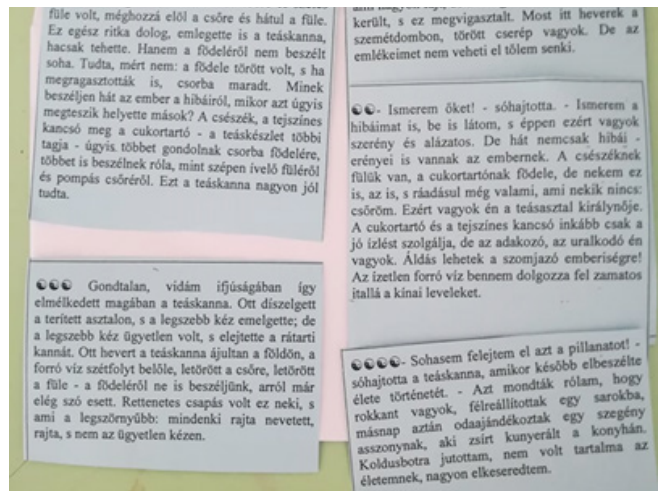 füle volt, méghozzá elöl a csőre és hátul a füle.
Ez egész ritka dolog, emlegette is a teáskanna,
hacsak tehette. Hanem a födeléről nem beszélt
soha. Tudta, mért nem: a födele törött volt, s ha
megragasztották is, csorba maradt. Minek
beszéljen hát az ember a hibáiról, mikor azt úgyis
megteszik helyette mások? A csészék, a tejszínes
kancsó meg a cukortartó - a teáskészlet többi
tagja - úgyis többet gondolnak csorba födelére,
többet is beszélnek róla, mint szépen ívelő füléről
és pompás csőréről. Ezt a teáskanna nagyon jól
tudta.
Gondtalan, vidám ifjúságában így
elmélkedett magában a teáskanna. Ott díszelgett
a terített asztalon, s a legszebb kéz emelgette; de
a legszebb kéz ügyetlen volt, s elejtette a rátarti
kannát. Ott hevert a teáskanna ájultan a földön, a
forró víz szétfolyt belőle, letörött a csőre, letörött
a füle - a födeléről ne is beszéljünk, arról már
elég szó esett. Rettenetes csapás volt ez neki, s
ami a legszörnyűbb: mindenki rajta nevetett,
rajta, s nem az ügyetlen kézen.
került, s ez megvigasztalt. Most itt heverek a
szemétdombon, törött cserép vagyok. De az
emlékeimet nem veheti el tőlem senki.
- Ismerem őket! - sóhajtotta. - Ismerem a
hibáimat is, be is látom, s éppen ezért vagyok
szerény és alázatos. De hát nemcsak hibái -
erényei is vannak az embernek. A csészéknek
fülük van, a cukortartónak födele, de nekem ez
is, az is, s ráadásul még valami, ami nekik nincs:
csőröm. Ezért vagyok én a teásasztal királynője.
A cukortartó és a tejszínes kancsó inkább csak a
jó ízlést szolgálja, de az adakozó, az uralkodó én
vagyok. Áldás lehetek a szomjazó emberiségre!
Az ízetlen forró víz bennem dolgozza fel zamatos
itallá a kínai leveleket.
- Sohasem felejtem el azt a pillanatot! -
sóhajtotta a teáskanna, amikor később elbeszélte
élete történetét. - Azt mondták rólam, hogy
rokkant vagyok, félreállítottak egy sarokba,
másnap aztán odaajándékoztak egy szegény
asszonynak, aki zsírt kunyerált a konyhán.
Koldusbotra jutottam, nem volt tartalma az
életemnek, nagyon elkeseredtem.